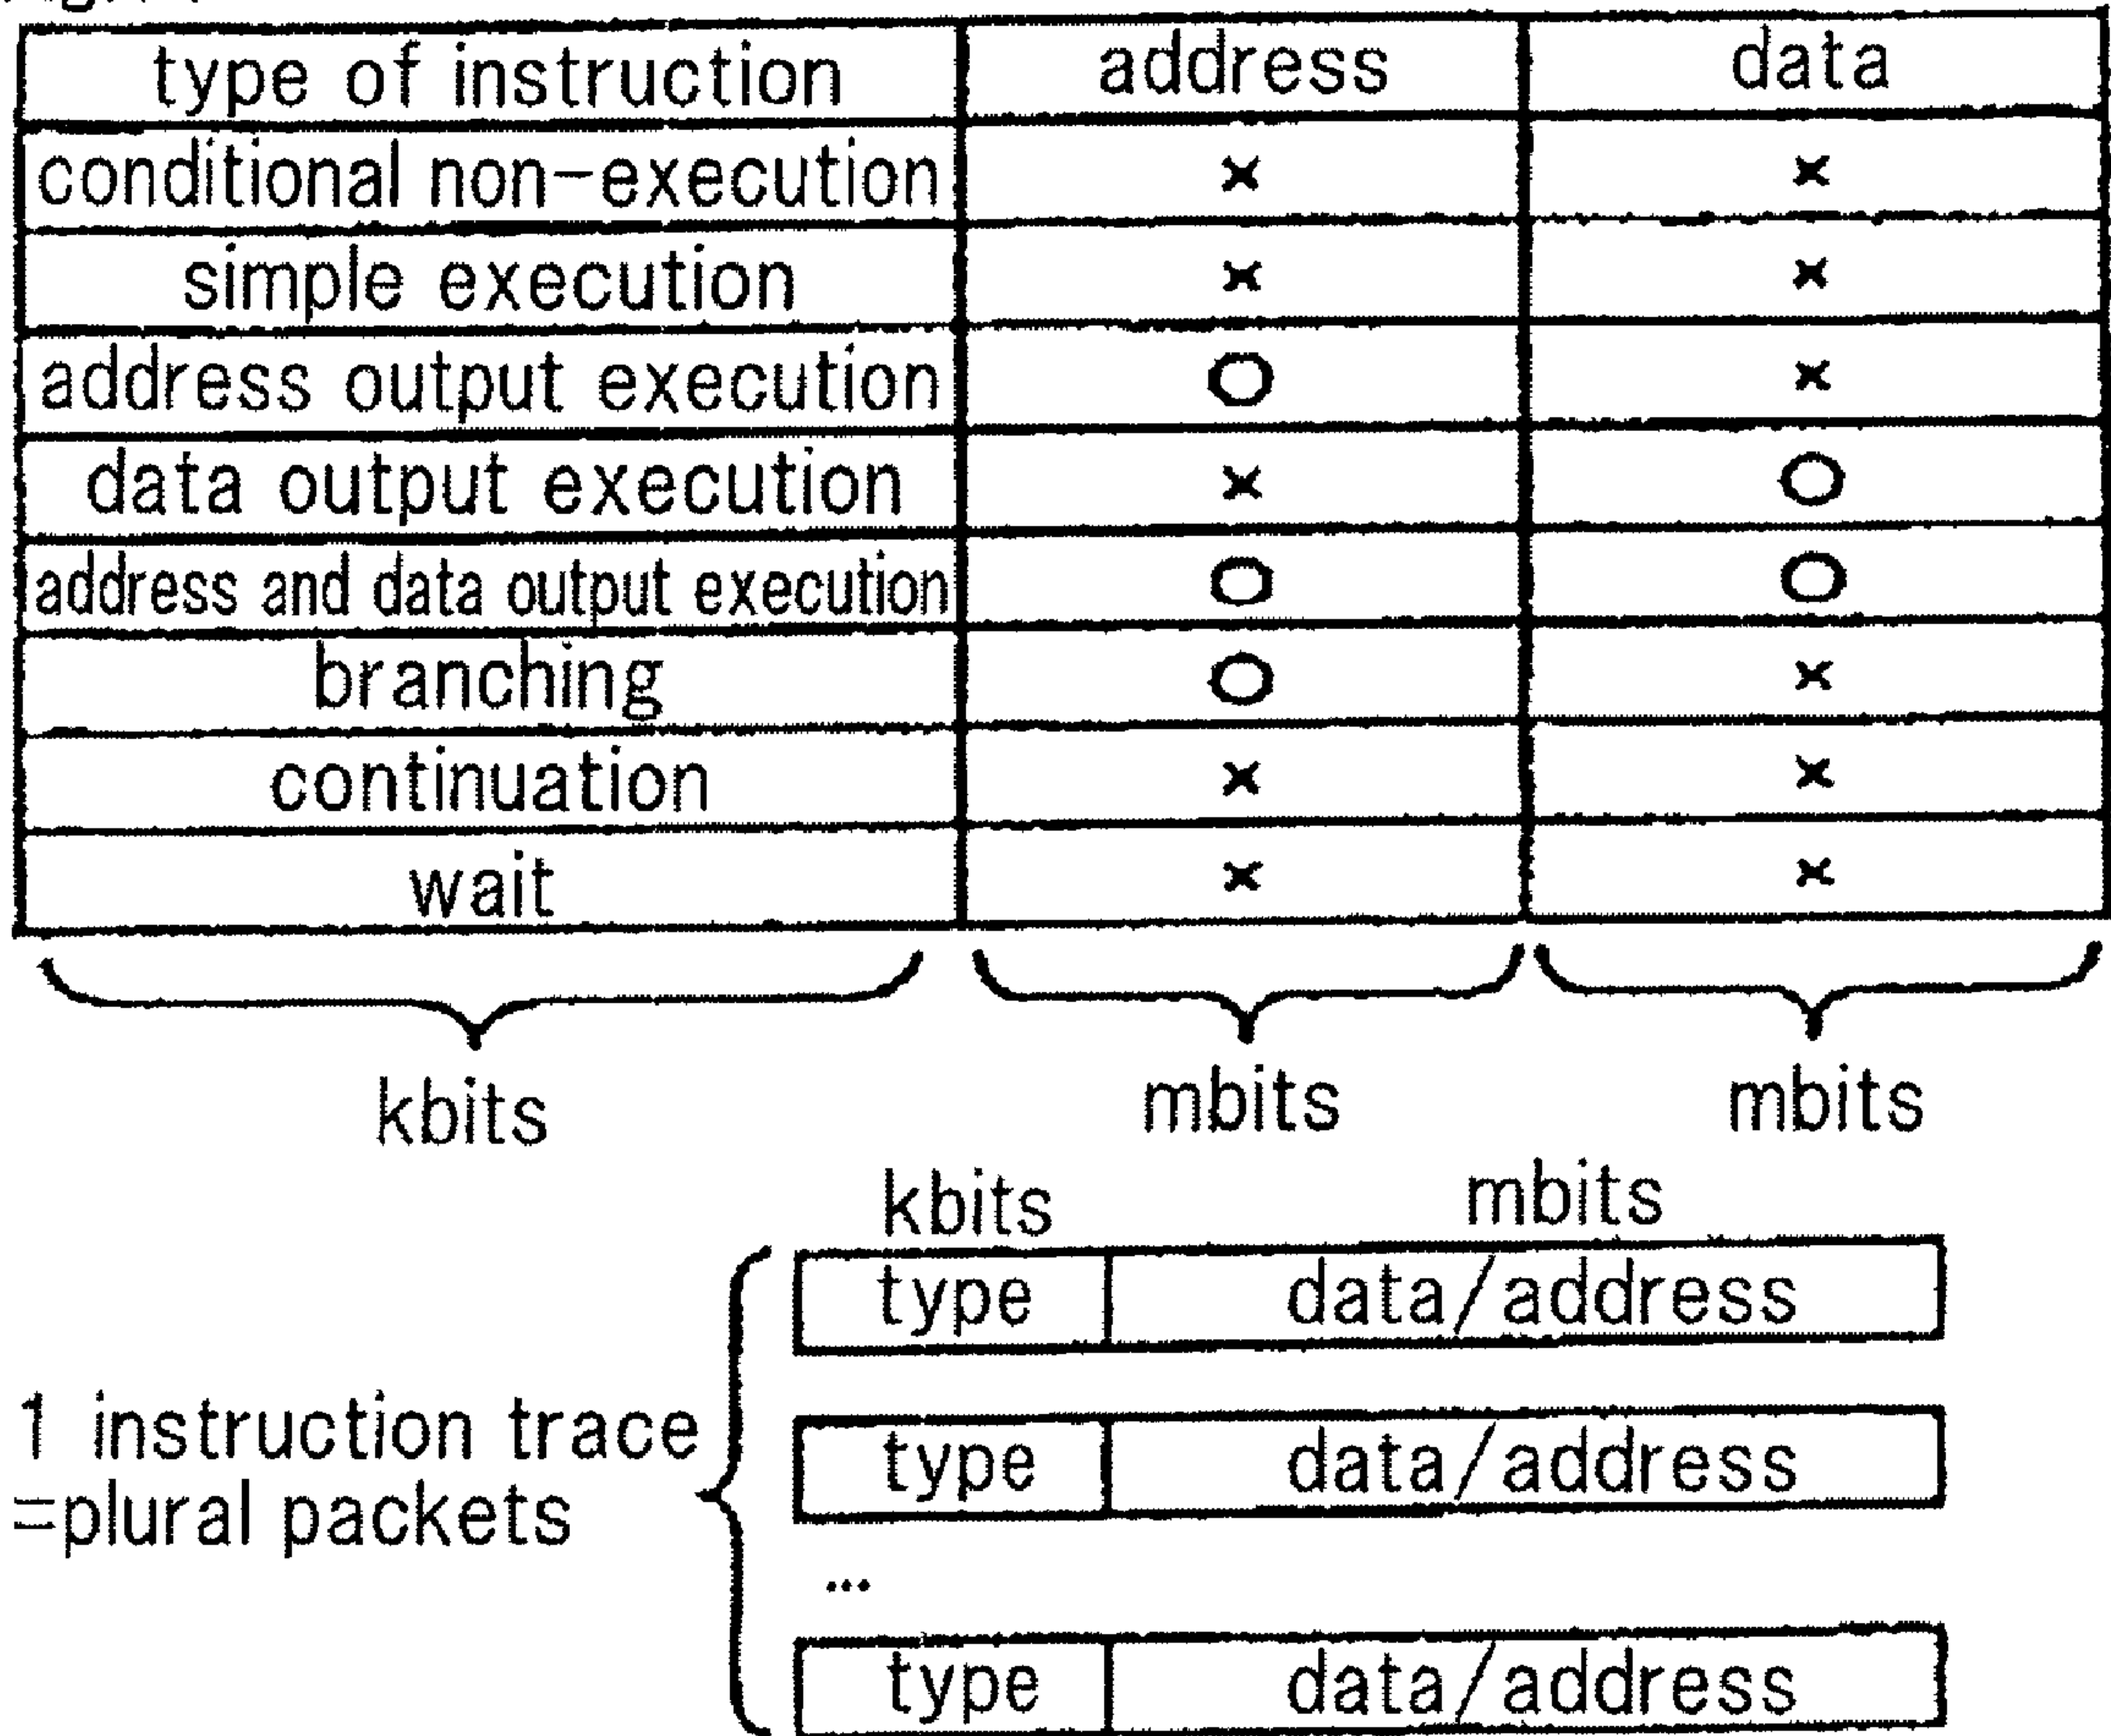 type of instruction address data
conditional non-execution × ×
simple execution × ×
address output execution ○ ×
data output execution × ○
address and data output execution ○ ○
branching ○ ×
continuation × ×
wait × ×
kbits mbits mbits
kbits mbits
type data/address
1 instruction trace
=plural packets
type data/address
...
type data/address